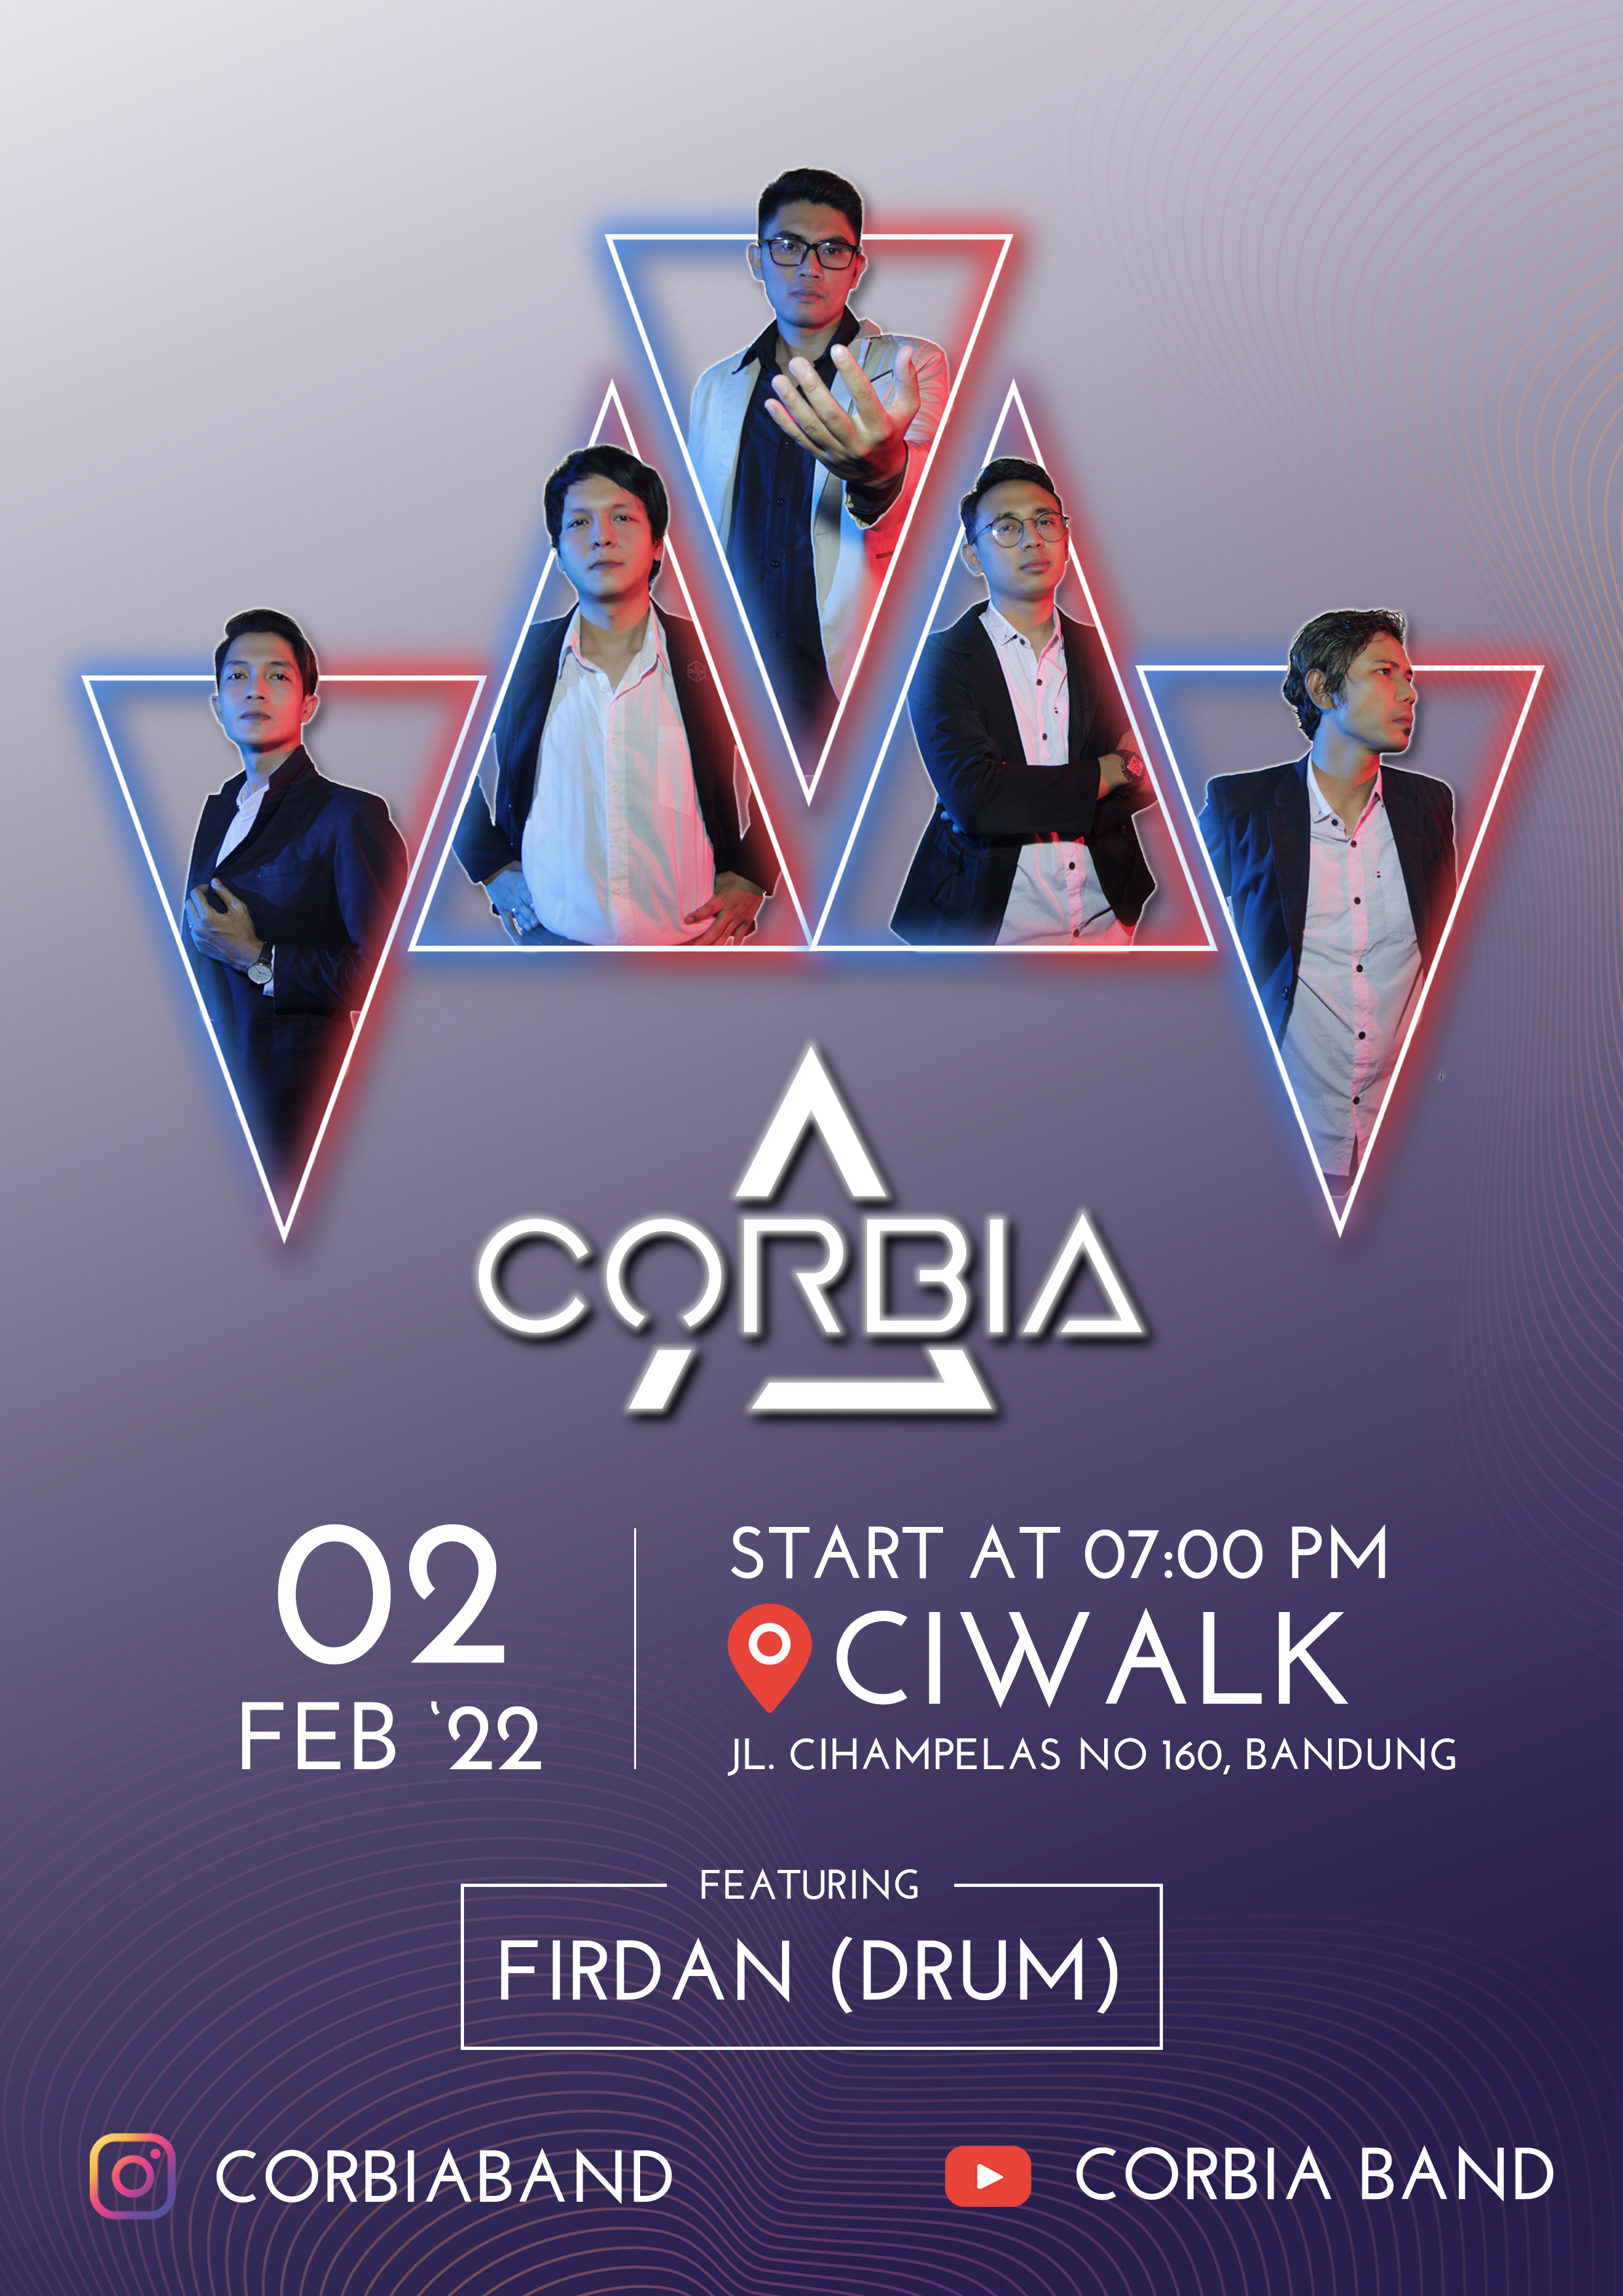 CORBIA
02
FEB ‘22
START AT 07:00 PM
CIWALK
JL. CIHAMPELAS NO 160, BANDUNG
FEATURING
FIRDAN (DRUM)
CORBIABAND
CORBIA BAND